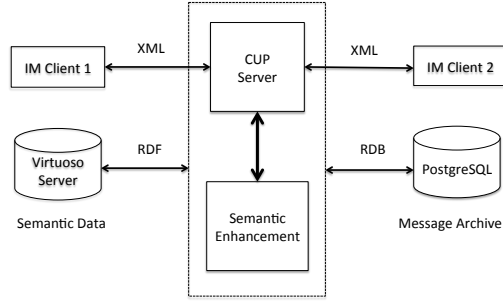 XML
CUP
Server
XML
IM Client 1
IM Client 2
Virtuoso
Server
RDF
RDB
PostgreSQL
Semantic
Enhancement
Semantic Data
Message Archive